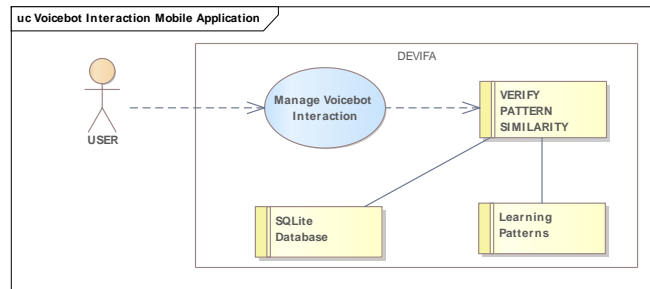 uc Voicebot Interaction Mobile Application
DEVIFA
USER
Manage Voicebot
Interaction
VERIFY
PATTERN
SIMILARITY
SQLite
Database
Learning
Patterns